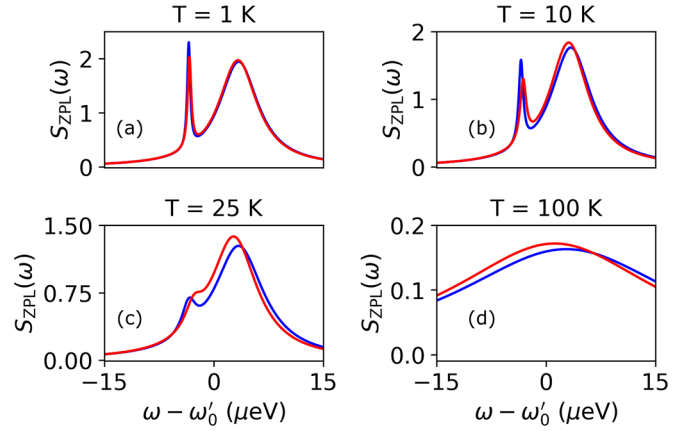 T = 1 K
T = 10 K
2
1
0
S_ZPL(ω)
(a)
2
1
0
S_ZPL(ω)
(b)
T = 25 K
T = 100 K
1.50
0.75
0.00
S_ZPL(ω)
(c)
0.2
0.1
0.0
S_ZPL(ω)
(d)
−15 0 15
−15 0 15
ω − ω′₀ (μeV)
ω − ω′₀ (μeV)